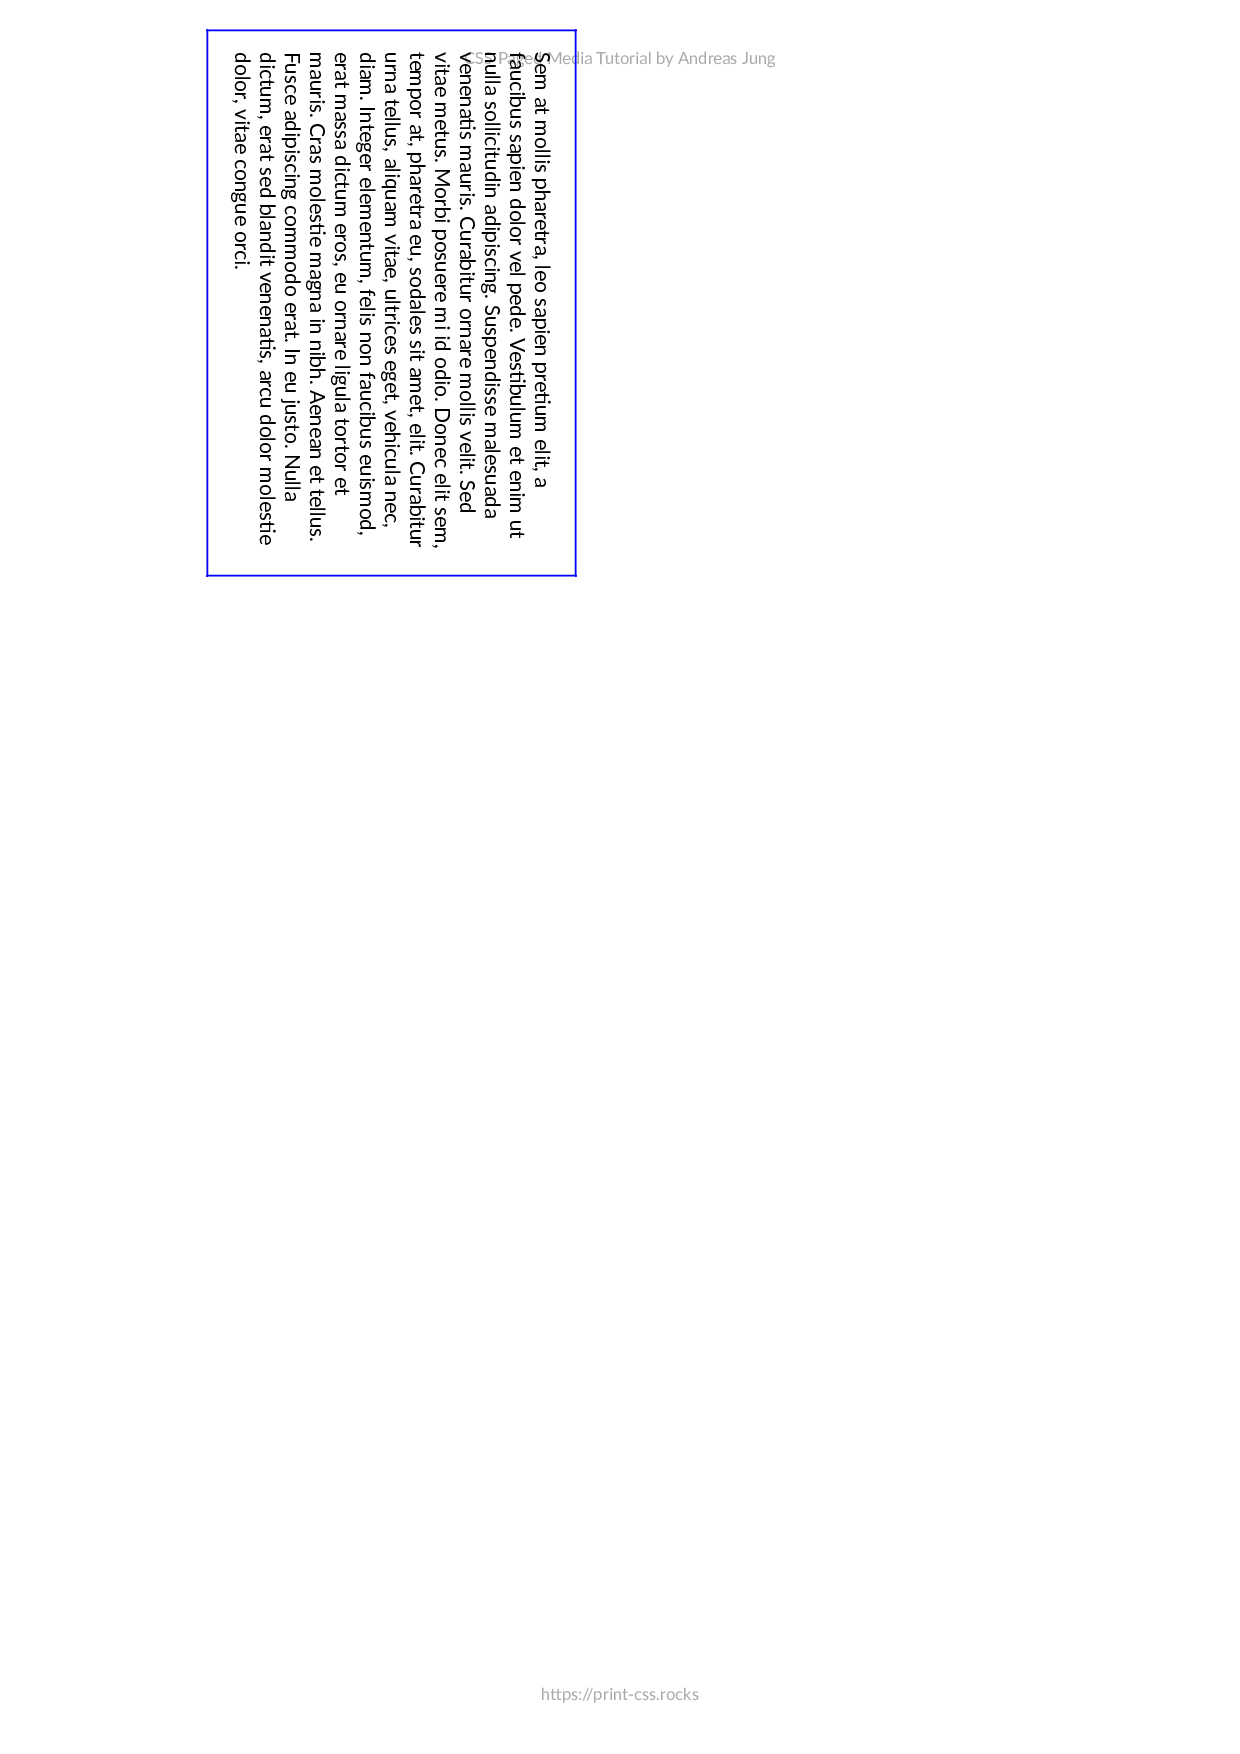 CSS Paged Media Tutorial by Andreas Jung
Sem at mollis pharetra, leo sapien pretium elit, a
faucibus sapien dolor vel pede. Vestibulum et enim ut
nulla sollicitudin adipiscing. Suspendisse malesuada
venenatis mauris. Curabitur ornare mollis velit. Sed
vitae metus. Morbi posuere mi id odio. Donec elit sem,
tempor at, pharetra eu, sodales sit amet, elit. Curabitur
urna tellus, aliquam vitae, ultrices eget, vehicula nec,
diam. Integer elementum, felis non faucibus euismod,
erat massa dictum eros, eu ornare ligula tortor et
mauris. Cras molestie magna in nibh. Aenean et tellus.
Fusce adipiscing commodo erat. In eu justo. Nulla
dictum, erat sed blandit venenatis, arcu dolor molestie
dolor, vitae congue orci.
https://print-css.rocks